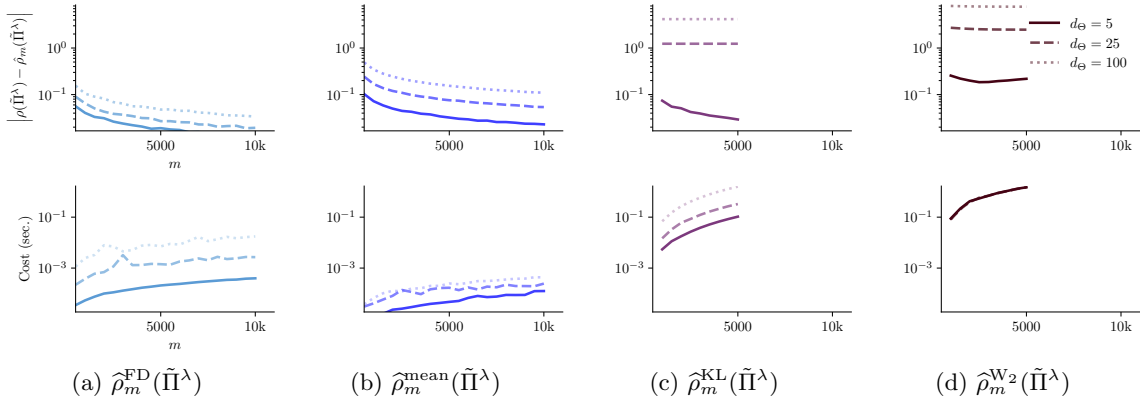 |ρ(Π̃^λ) − ρ̂_m(Π̃^λ)|
10^0
10^−1
5000 10k
m
10^0
10^−1
5000 10k
10^0
10^−1
5000 10k
10^0
10^−1
5000 10k
d_Θ = 5
d_Θ = 25
d_Θ = 100
Cost (sec.)
10^−1
10^−3
5000 10k
m
10^−1
10^−3
5000 10k
10^−1
10^−3
5000 10k
10^−1
10^−3
5000 10k
(a) ρ̂_m^FD(Π̃^λ)
(b) ρ̂_m^mean(Π̃^λ)
(c) ρ̂_m^KL(Π̃^λ)
(d) ρ̂_m^W₂(Π̃^λ)